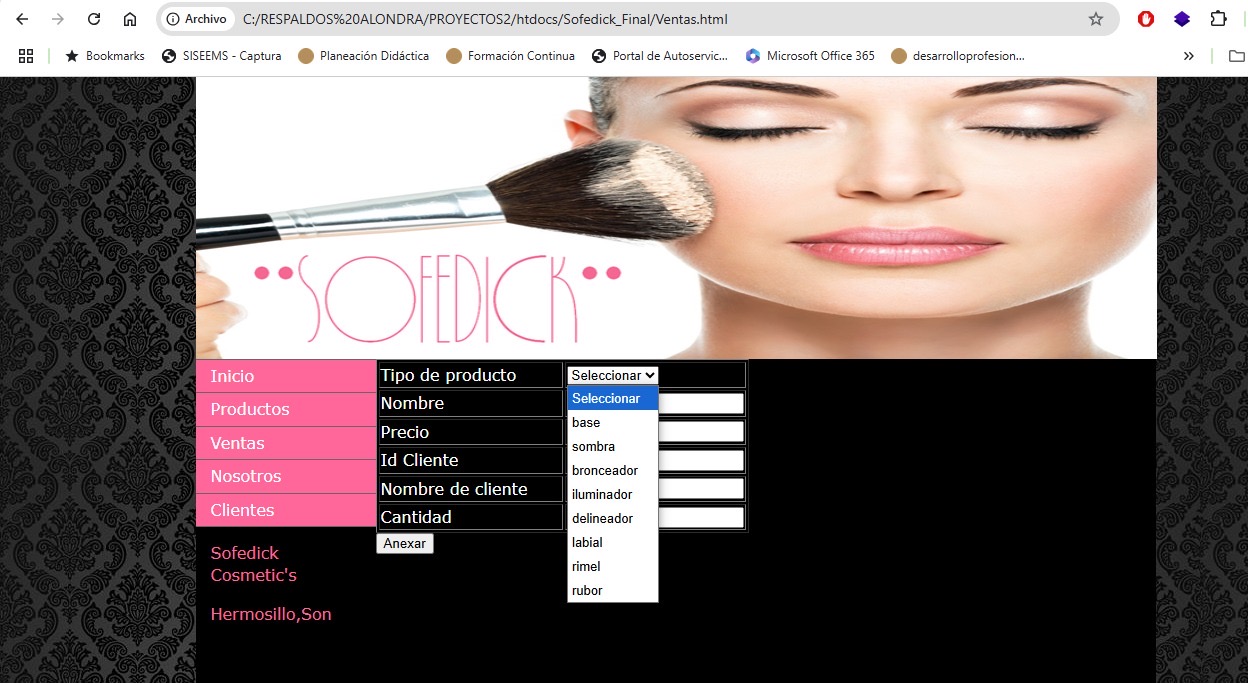 Archivo C:/RESPALDOS%20ALONDRA/PROYECTOS2/htdocs/Sofedick_Final/Ventas.html
Bookmarks SISEEMS - Captura Planeación Didáctica Formación Continua Portal de Autoservic... Microsoft Office 365 desarrolloprofesion...
••SOFEDICK••
Inicio
Productos
Ventas
Nosotros
Clientes
Sofedick
Cosmetic's
Hermosillo,Son
Tipo de producto Seleccionar
Nombre
Precio
Id Cliente
Nombre de cliente
Cantidad
Anexar
Seleccionar
base
sombra
bronceador
iluminador
delineador
labial
rimel
rubor